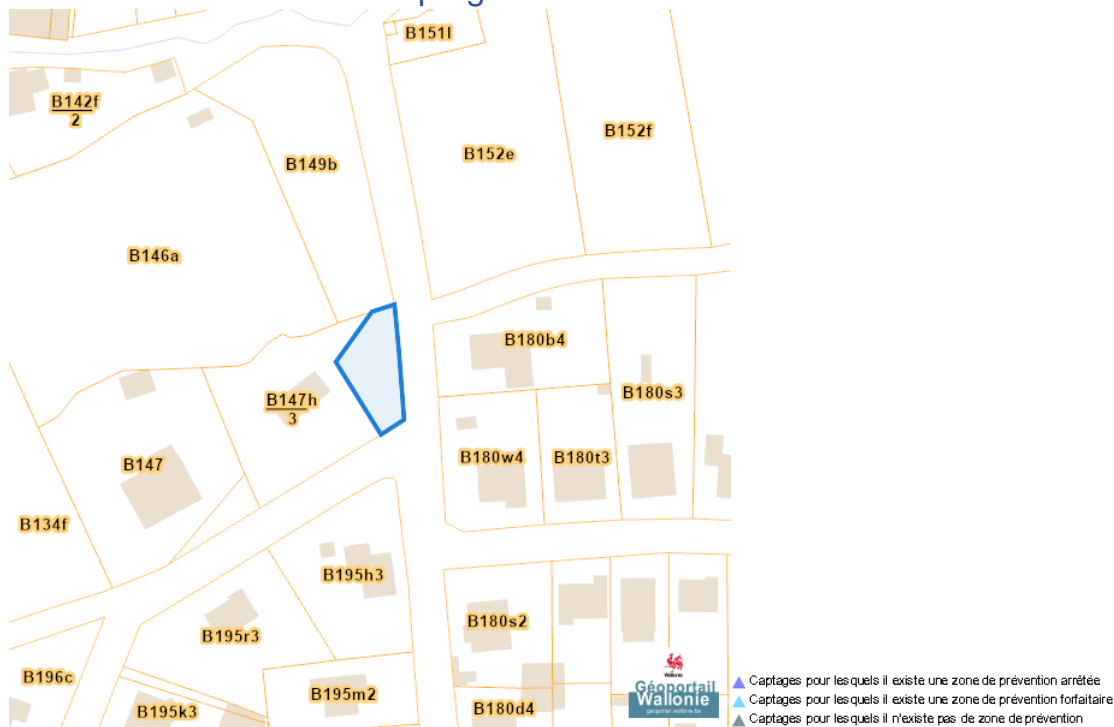 B151l
B142f
2
B152f
B152e
B149b
B146a
B180b4
B180s3
B147h
3
B180w4
B180t3
B147
B134f
B195h3
B180s2
B195r3
B196c
B195m2
B180d4
B195k3
Wallonie
Géoportail
Wallonie
geoportail.wallonie.be
Captages pour lesquels il existe une zone de prévention arrêtée
Captages pour lesquels il existe une zone de prévention forfaitaire
Captages pour lesquels il n'existe pas de zone de prévention